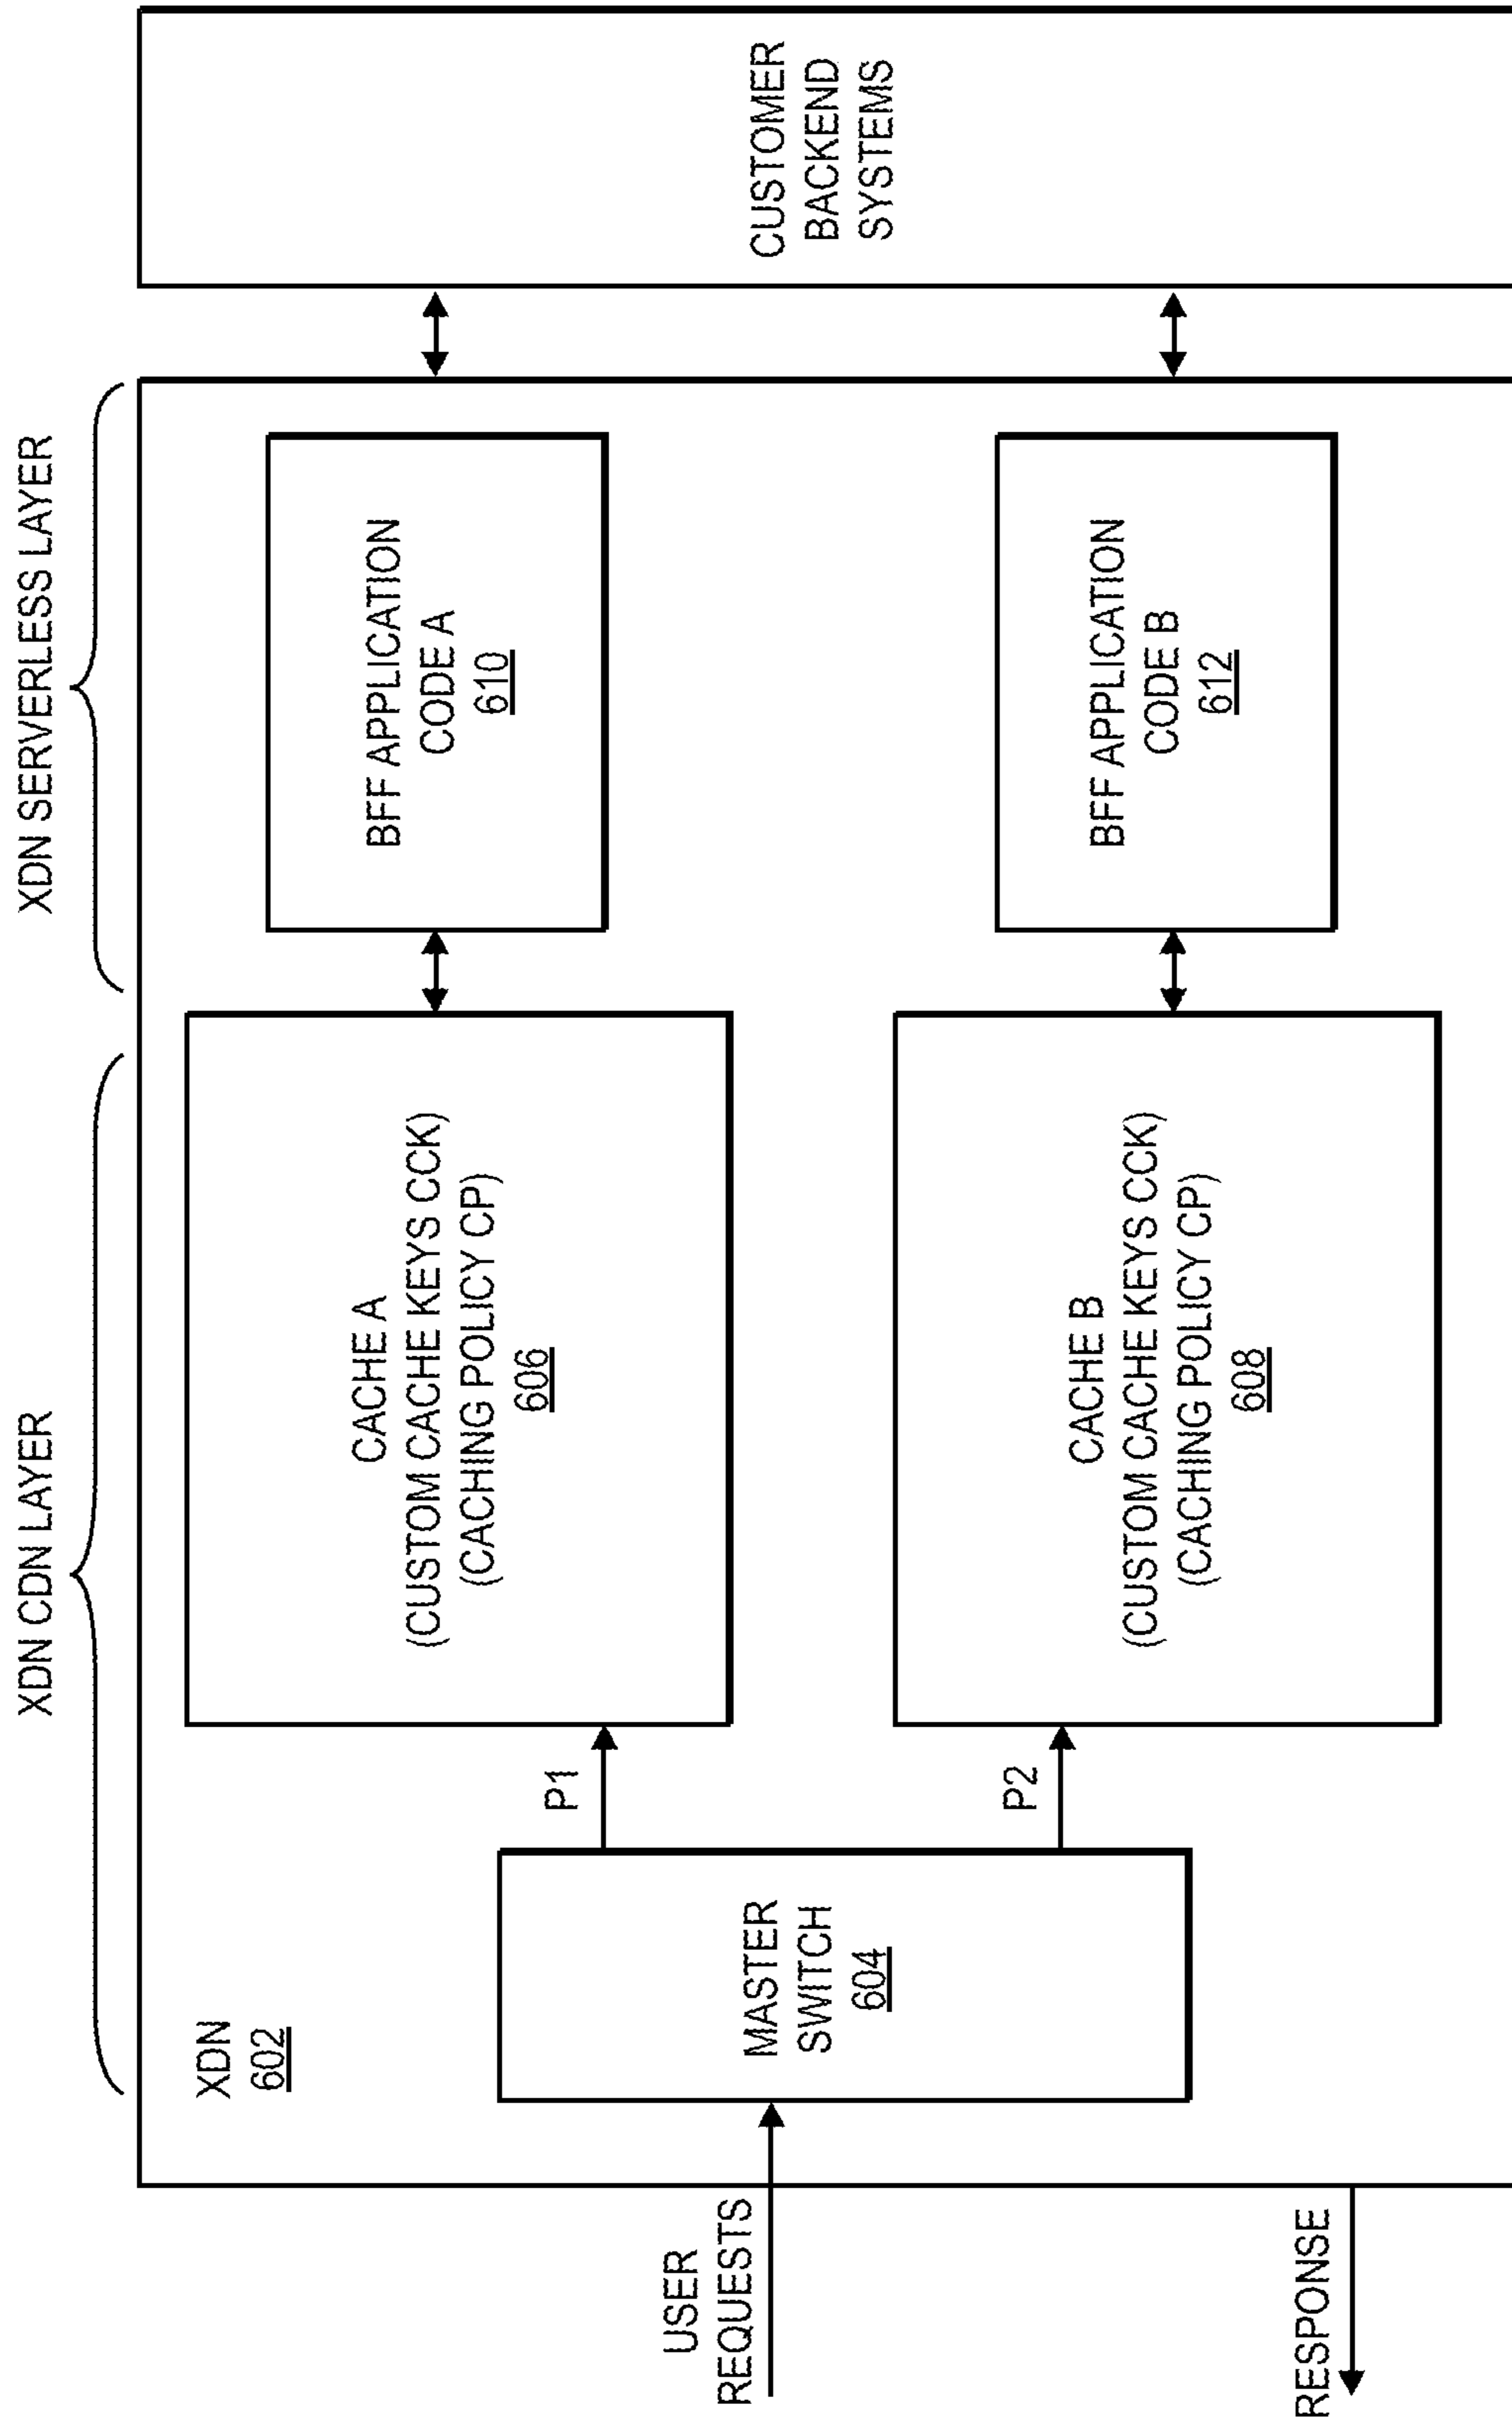 XDN CDN LAYER
XDN SERVERLESS LAYER
XDN
602
USER
REQUESTS
MASTER
SWITCH
604
P1
P2
CACHE A
(CUSTOM CACHE KEYS CCK)
(CACHING POLICY CP)
606
BFF APPLICATION
CODE A
610
CACHE B
(CUSTOM CACHE KEYS CCK)
(CACHING POLICY CP)
608
BFF APPLICATION
CODE B
612
CUSTOMER
BACKEND
SYSTEMS
RESPONSE